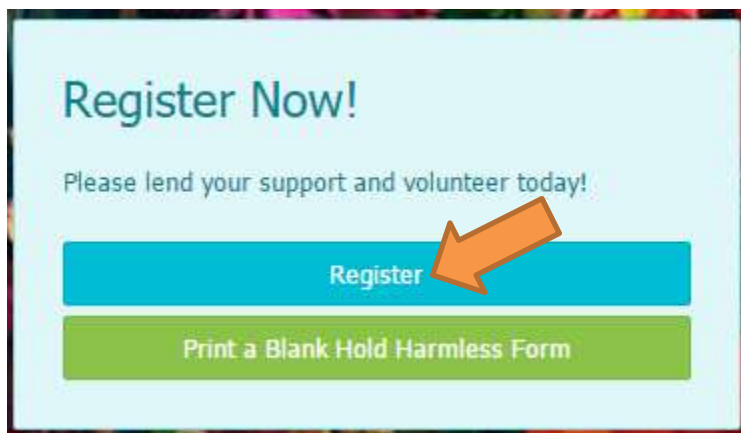 Register Now!
Please lend your support and volunteer today!
Register
Print a Blank Hold Harmless Form